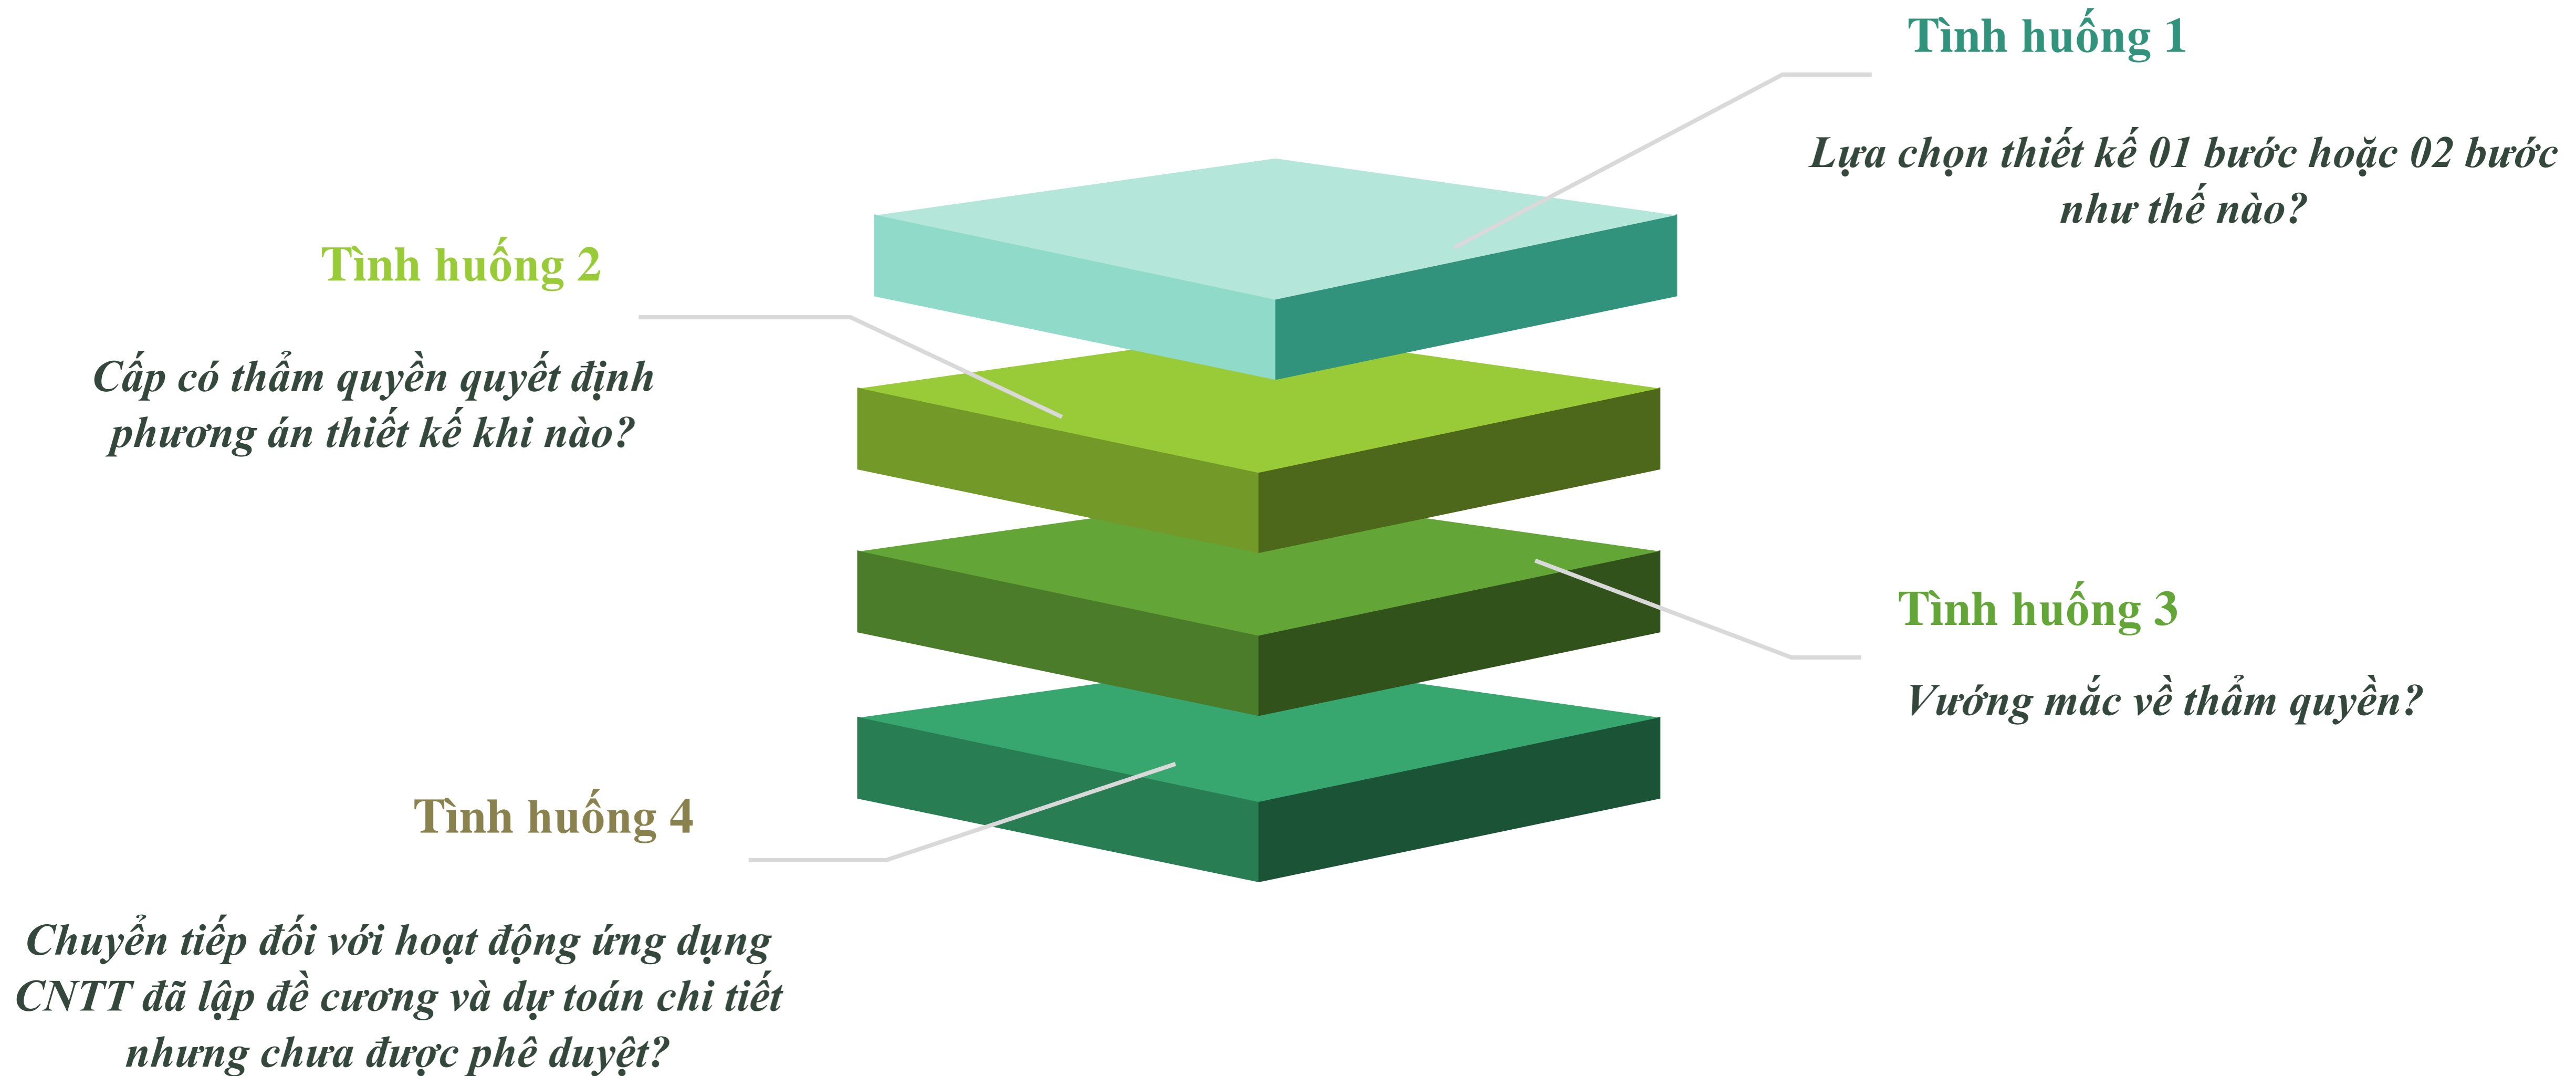 Tình huống 1
Lựa chọn thiết kế 01 bước hoặc 02 bước
như thế nào?
Tình huống 2
Cấp có thẩm quyền quyết định
phương án thiết kế khi nào?
Tình huống 3
Vướng mắc về thẩm quyền?
Tình huống 4
Chuyển tiếp đối với hoạt động ứng dụng
CNTT đã lập đề cương và dự toán chi tiết
nhưng chưa được phê duyệt?